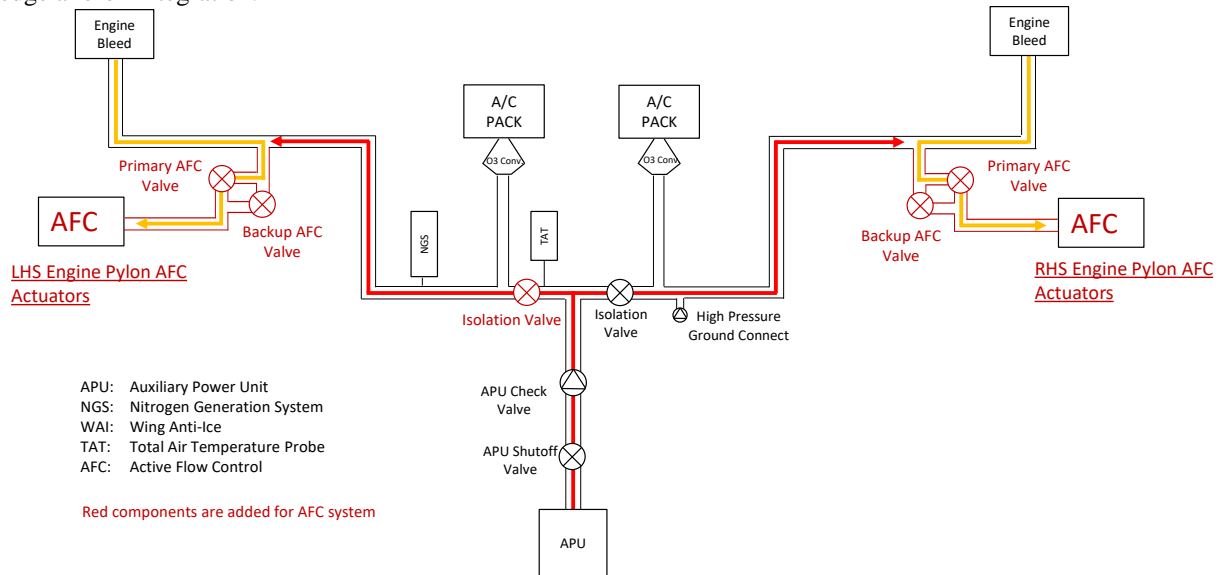 Engine
Bleed
Engine
Bleed
A/C
PACK
A/C
PACK
O3 Conv.
O3 Conv.
Primary AFC
Valve
Primary AFC
Valve
AFC
AFC
Backup AFC
Valve
Backup AFC
Valve
NGS
TAT
LHS Engine Pylon AFC
Actuators
RHS Engine Pylon AFC
Actuators
Isolation Valve
Isolation
Valve
High Pressure
Ground Connect
APU: Auxiliary Power Unit
NGS: Nitrogen Generation System
WAI: Wing Anti-Ice
TAT: Total Air Temperature Probe
AFC: Active Flow Control
APU Check
Valve
APU Shutoff
Valve
Red components are added for AFC system
APU